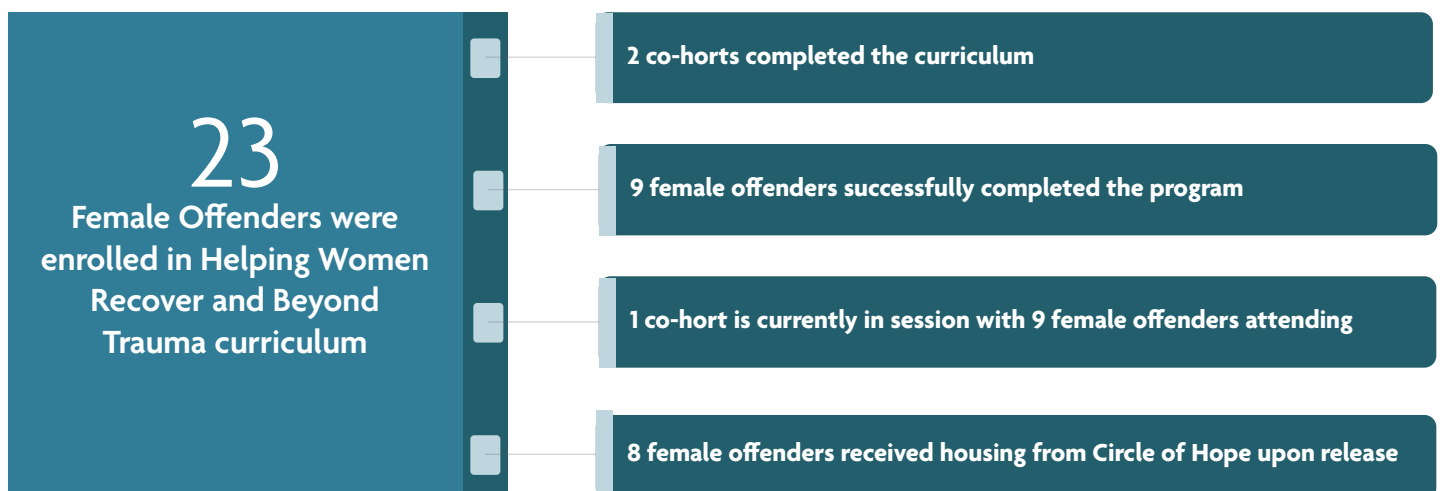 23
Female Offenders were
enrolled in Helping Women
Recover and Beyond
Trauma curriculum
2 co-horts completed the curriculum
9 female offenders successfully completed the program
1 co-hort is currently in session with 9 female offenders attending
8 female offenders received housing from Circle of Hope upon release